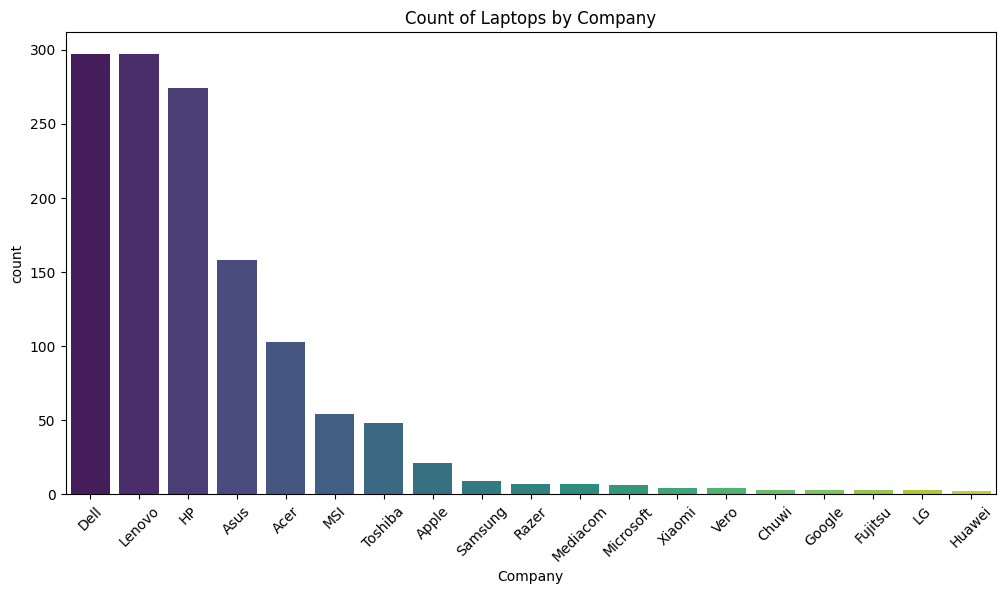 Count of Laptops by Company
300
250
200
150
100
50
0
count
Dell
Lenovo
HP
Asus
Acer
MSI
Toshiba
Apple
Samsung
Razer
Mediacom
Microsoft
Xiaomi
Vero
Chuwi
Google
Fujitsu
LG
Huawei
Company